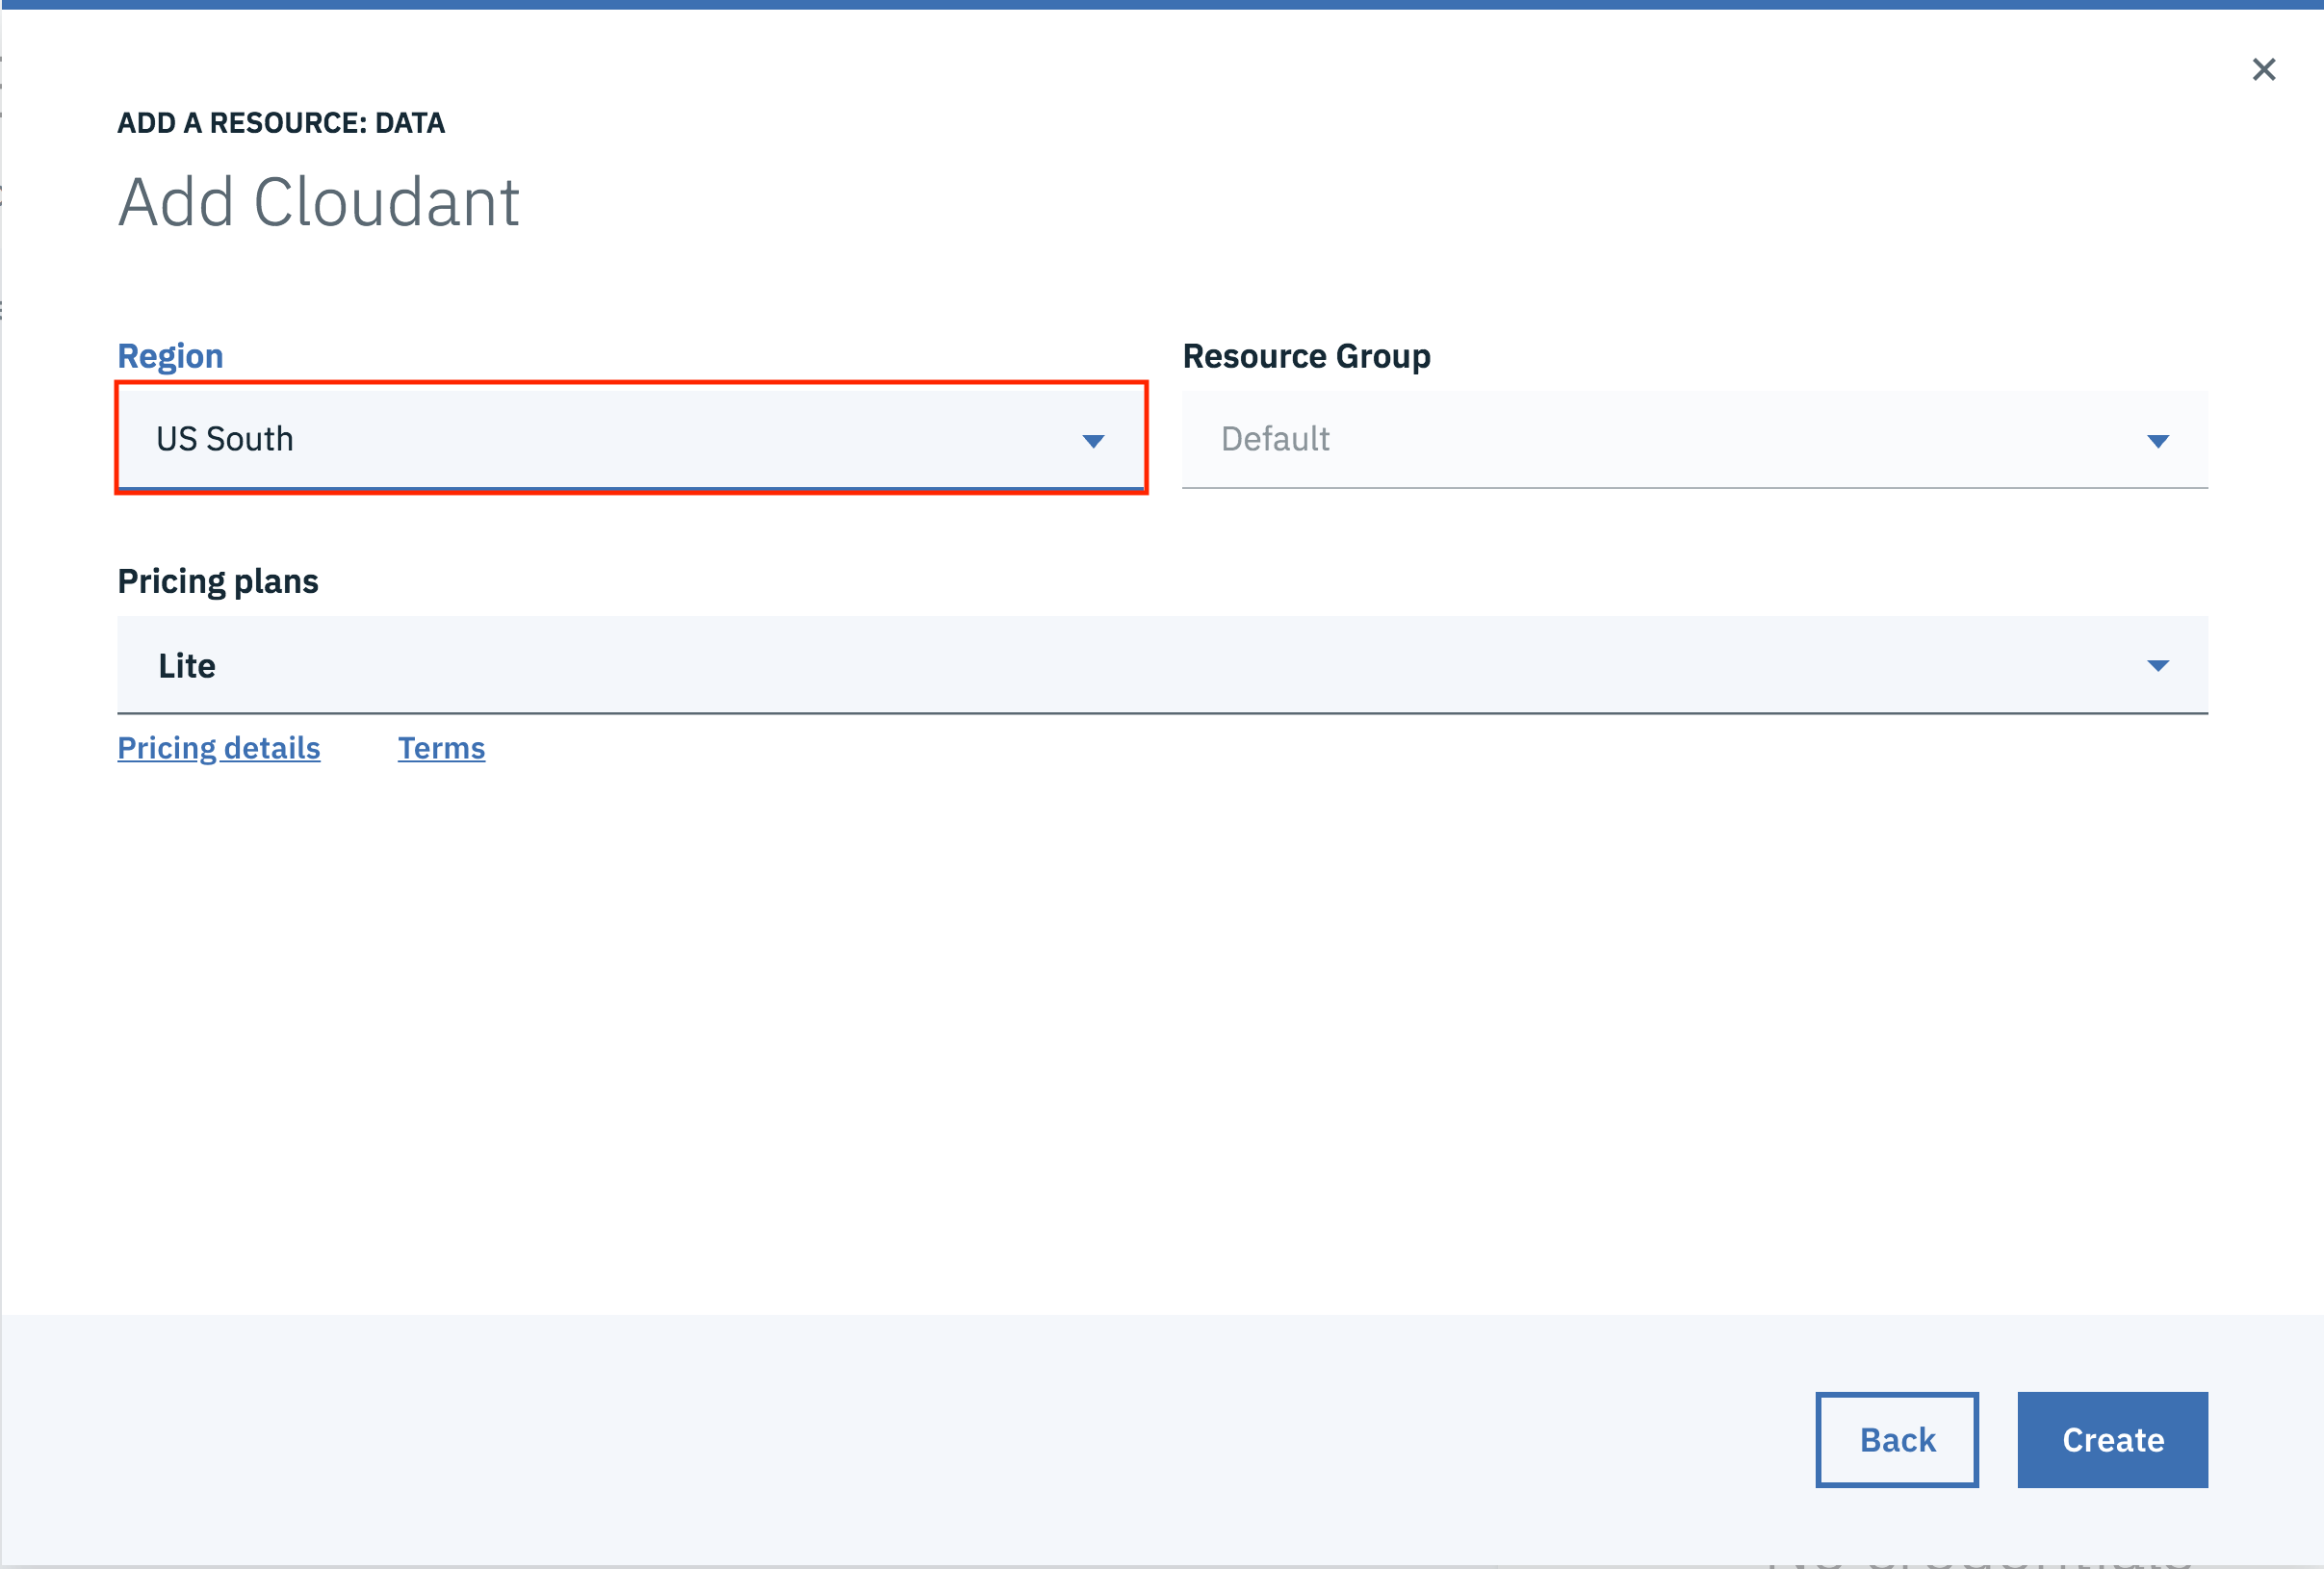 ADD A RESOURCE: DATA
Add Cloudant
Region
Resource Group
US South
Default
Pricing plans
Lite
Pricing details
Terms
Back
Create